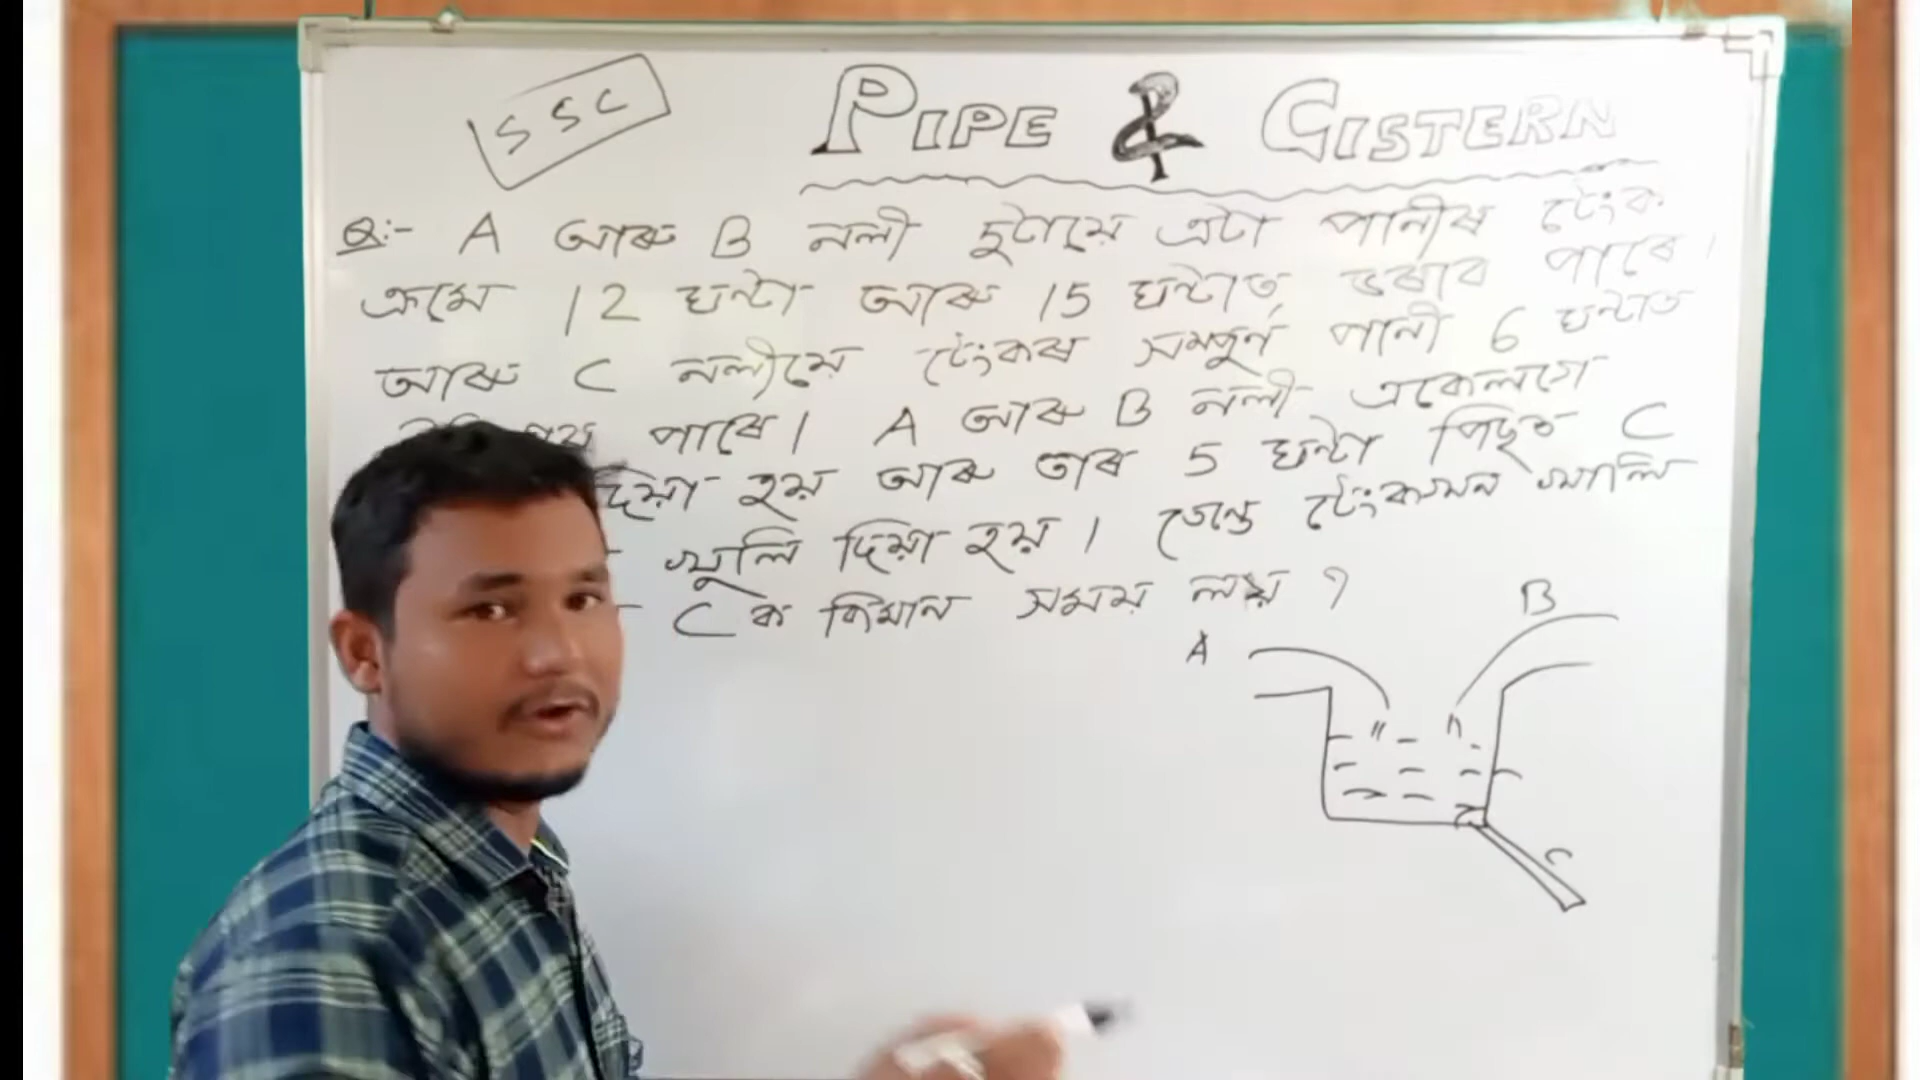 SSC
PIPE & CISTERN
Q:- A আৰু B নলী দুটায়ে এটা পানীৰ টেংক
ক্ৰমে 12 ঘন্টা আৰু 15 ঘন্টাত ভৰাব পাৰে।
আৰু C নলীয়ে টেংকৰ সম্পুৰ্ণ পানী 6 ঘন্টাত
পাৰে। A আৰু B নলী একেলগে
দিয়া হয় আৰু তাৰ 5 ঘন্টা পিছত C
খুলি দিয়া হয়। তেন্তে টেংকখন খালি
C ক কিমান সময় লয় ?
A
B
C